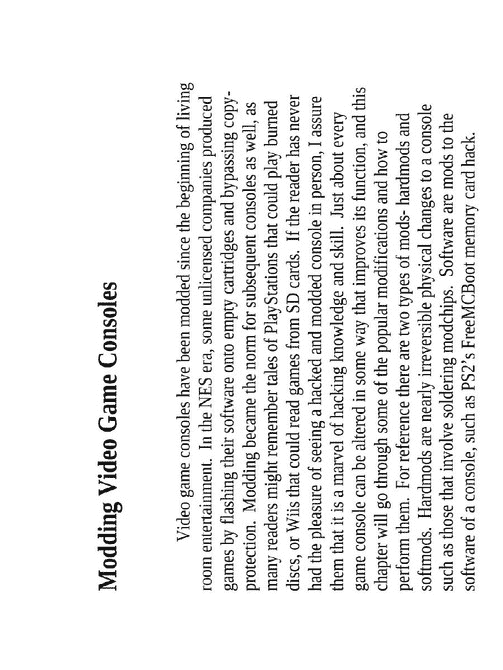 Modding Video Game Consoles
Video game consoles have been modded since the beginning of living
room entertainment. In the NES era, some unlicensed companies produced
games by flashing their software onto empty cartridges and bypassing copy-
protection. Modding became the norm for subsequent consoles as well, as
many readers might remember tales of PlayStations that could play burned
discs, or Wiis that could read games from SD cards. If the reader has never
had the pleasure of seeing a hacked and modded console in person, I assure
them that it is a marvel of hacking knowledge and skill. Just about every
game console can be altered in some way that improves its function, and this
chapter will go through some of the popular modifications and how to
perform them. For reference there are two types of mods- hardmods and
softmods. Hardmods are nearly irreversible physical changes to a console
such as those that involve soldering modchips. Software are mods to the
software of a console, such as PS2's FreeMCBoot memory card hack.